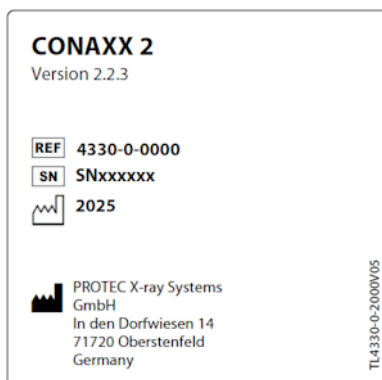 CONAXX 2
Version 2.2.3
REF 4330-0-0000
SN SNxxxxxx
2025
PROTEC X-ray Systems
GmbH
In den Dorfwiesen 14
71720 Oberstenfeld
Germany
TL4330-0-2000V05